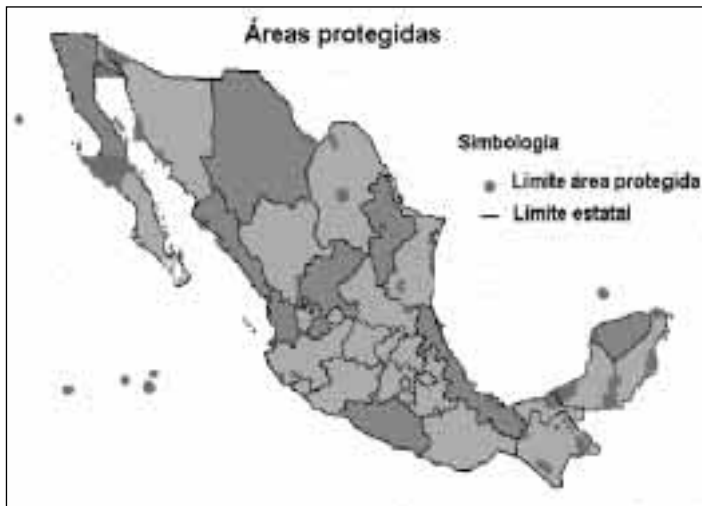 Áreas protegidas
Simbología
Límite área protegida
Límite estatal